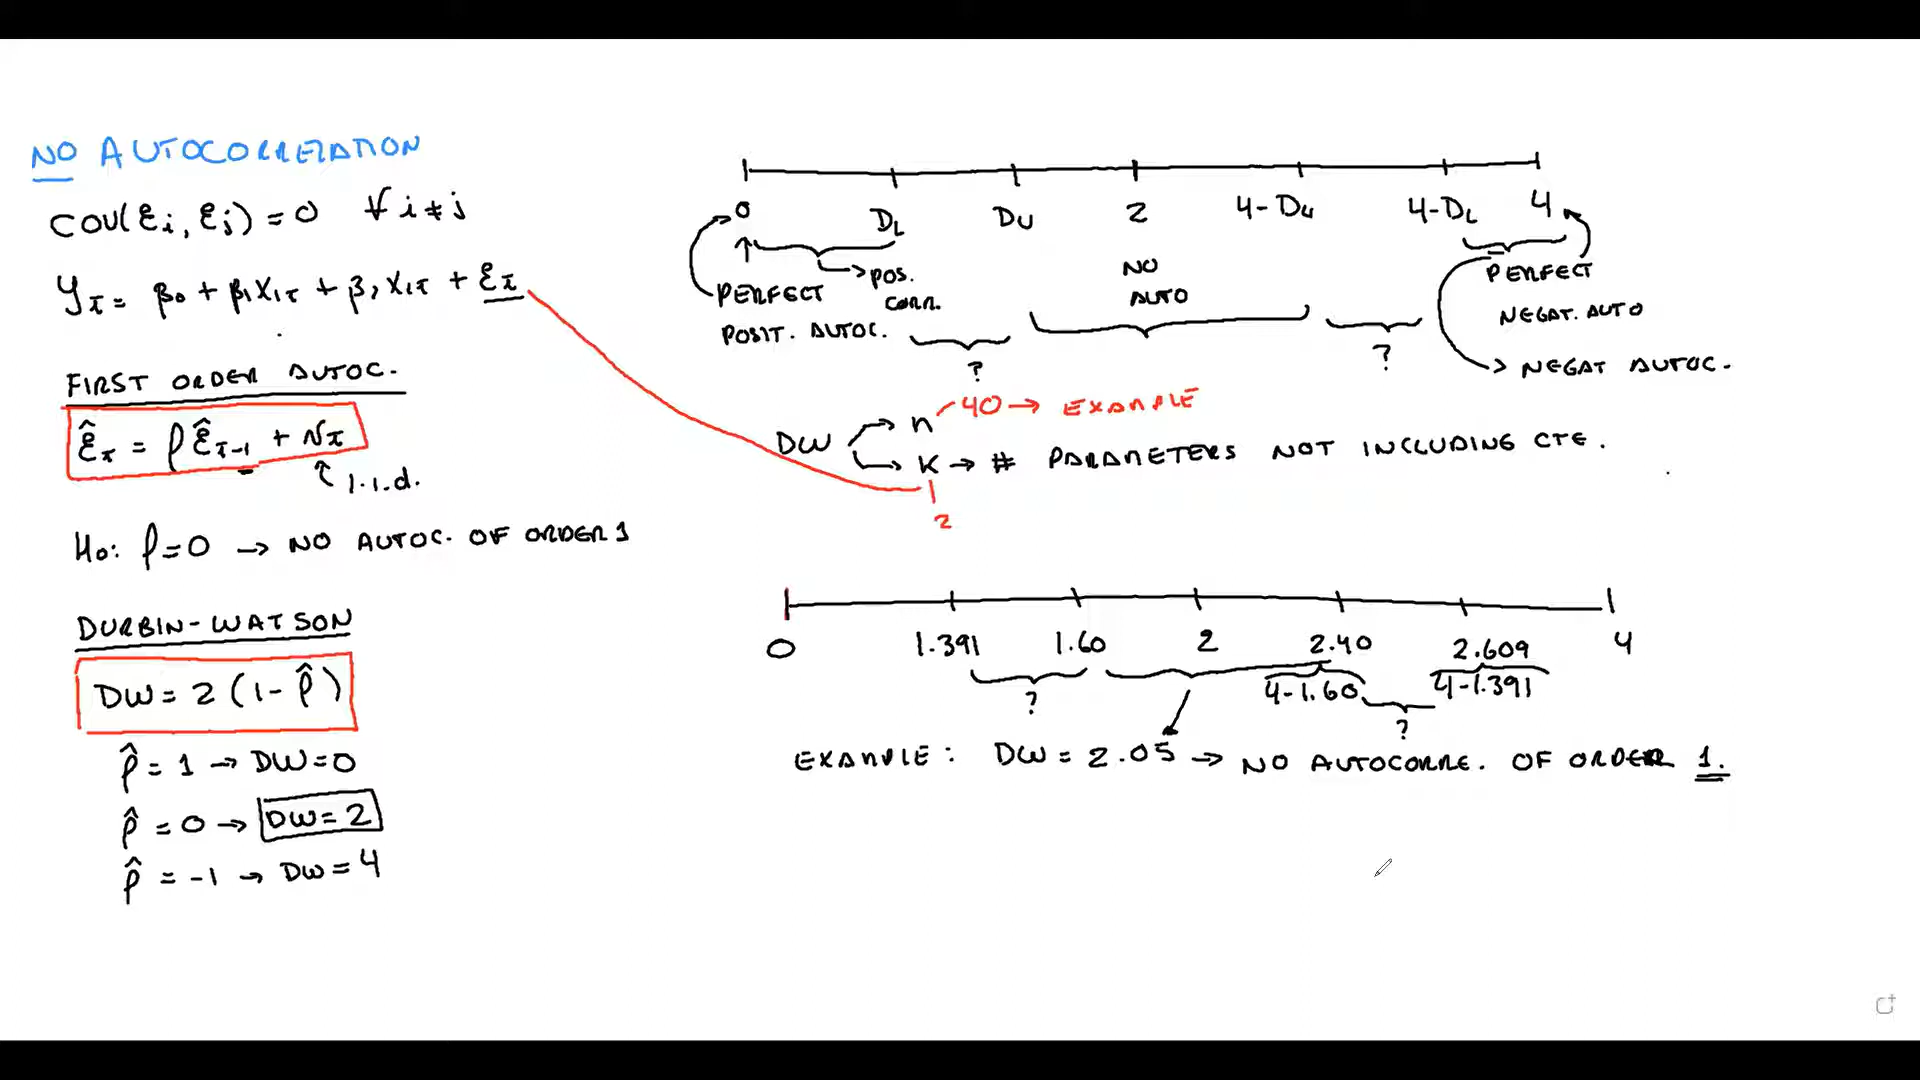 NO AUTOCORRELATION
COV(εi, εj) = 0 ∀ i ≠ j
Yt = β0 + β1X1t + β1X1t + εt
FIRST ORDER AUTOC.
ε̂t = ρ ε̂t-1 + Nt
I.i.d.
Ho: ρ = 0 → NO AUTOC. OF ORDER 1
DURBIN-WATSON
DW = 2 (1 - ρ̂)
ρ̂ = 1 → DW = 0
ρ̂ = 0 → DW = 2
ρ̂ = -1 → DW = 4
0 DL DU 2 4-DU 4-DL 4
PERFECT
POSIT. AUTOC.
POS.
CORR.
?
NO
AUTO
?
PERFECT
NEGAT. AUTO
NEGAT AUTOC.
DW
n 40 → EXAMPLE
K → # PARAMETERS NOT INCLUDING CTE.
2
0 1.391 1.60 2 2.40 2.609 4
4-1.60 4-1.391
? ?
EXAMPLE: DW = 2.05 → NO AUTOCORRE. OF ORDER 1.